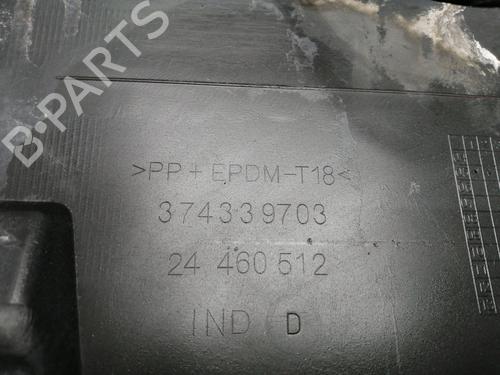 B-PARTS
>PP+EPDM-T18<
374339703
24 460 512
IND D